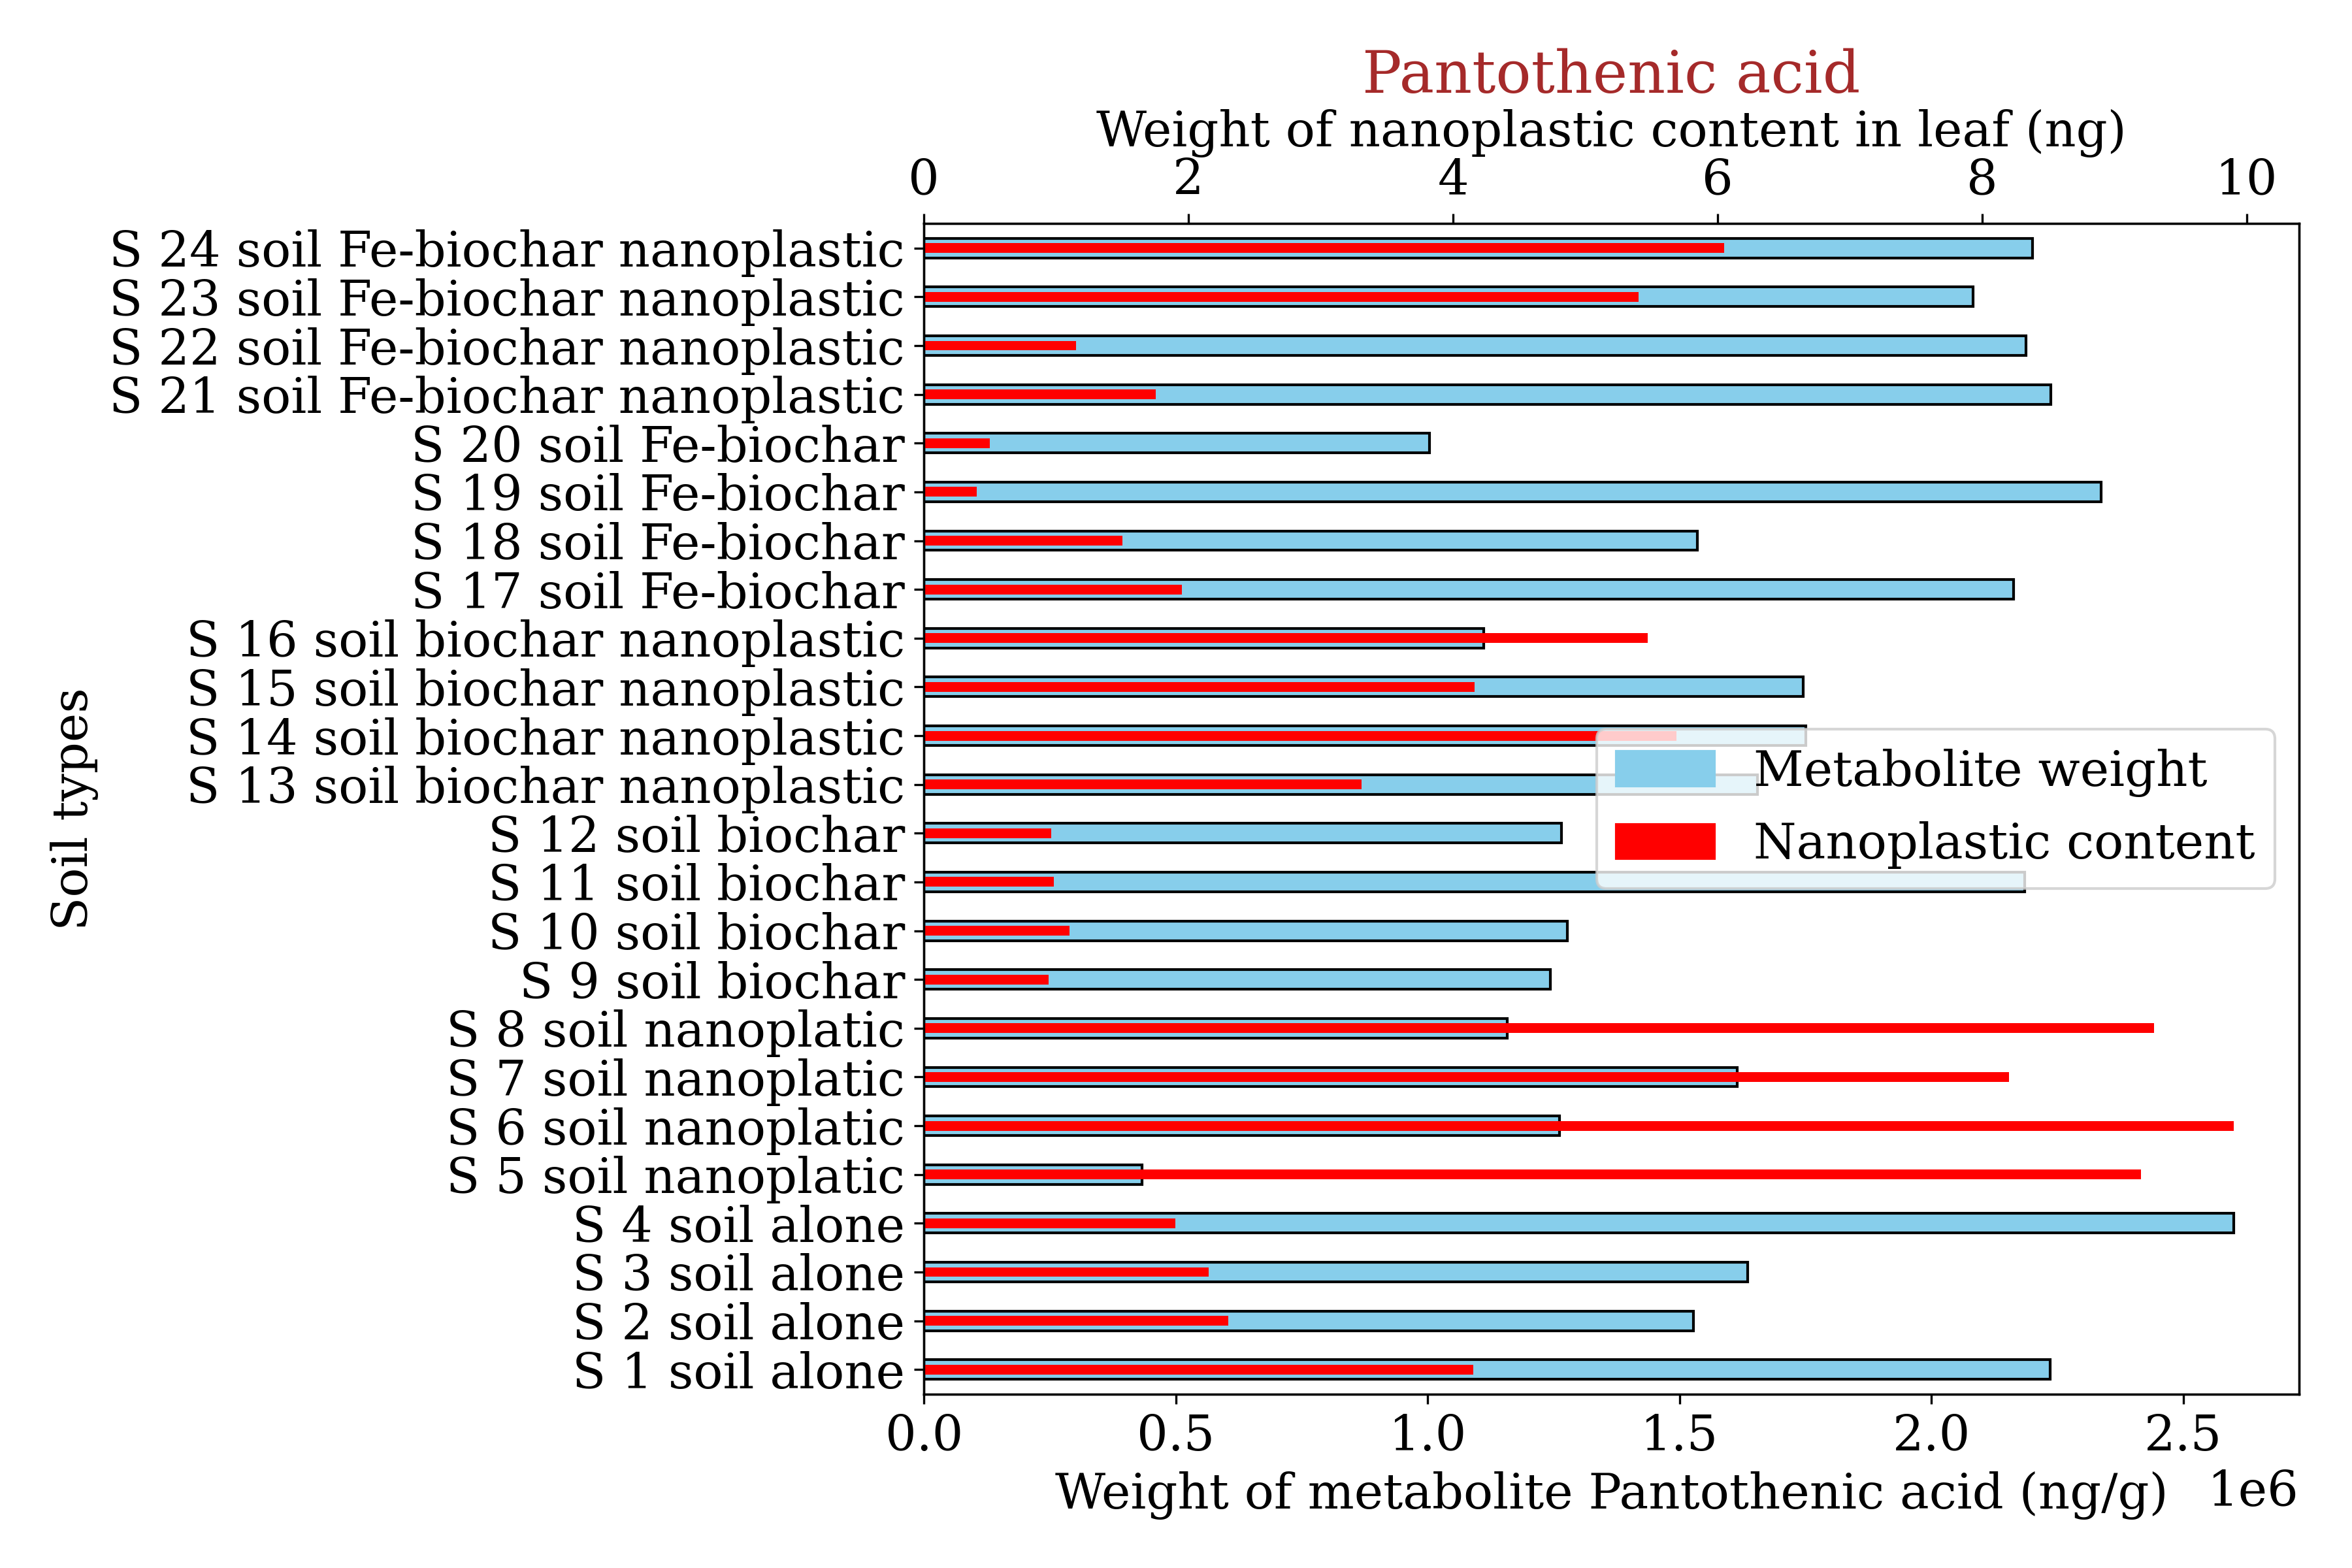 Pantothenic acid
Weight of nanoplastic content in leaf (ng)
0 2 4 6 8 10
S 24 soil Fe-biochar nanoplastic
S 23 soil Fe-biochar nanoplastic
S 22 soil Fe-biochar nanoplastic
S 21 soil Fe-biochar nanoplastic
S 20 soil Fe-biochar
S 19 soil Fe-biochar
S 18 soil Fe-biochar
S 17 soil Fe-biochar
S 16 soil biochar nanoplastic
S 15 soil biochar nanoplastic
S 14 soil biochar nanoplastic
S 13 soil biochar nanoplastic
S 12 soil biochar
S 11 soil biochar
S 10 soil biochar
S 9 soil biochar
S 8 soil nanoplatic
S 7 soil nanoplatic
S 6 soil nanoplatic
S 5 soil nanoplatic
S 4 soil alone
S 3 soil alone
S 2 soil alone
S 1 soil alone
Soil types
Metabolite weight
Nanoplastic content
0.0 0.5 1.0 1.5 2.0 2.5
Weight of metabolite Pantothenic acid (ng/g)
1e6